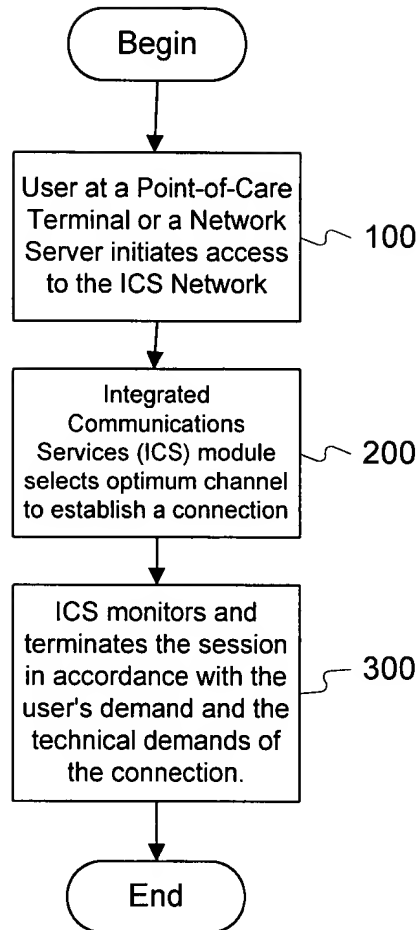 Begin
User at a Point-of-Care
Terminal or a Network
Server initiates access
to the ICS Network
100
Integrated
Communications
Services (ICS) module
selects optimum channel
to establish a connection
200
ICS monitors and
terminates the session
in accordance with the
user's demand and the
technical demands of
the connection.
300
End